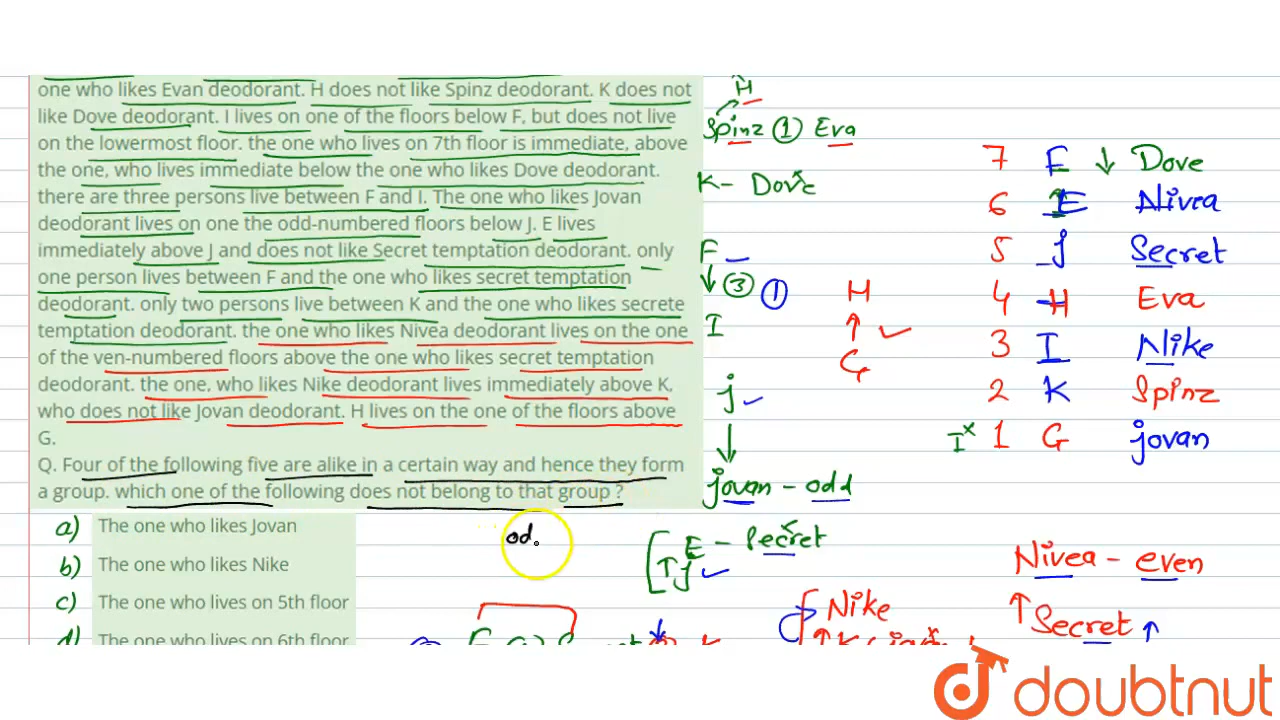 one who likes Evan deodorant. H does not like Spinz deodorant. K does not
like Dove deodorant. I lives on one of the floors below F, but does not live
on the lowermost floor. the one who lives on 7th floor is immediate, above
the one, who lives immediate below the one who likes Dove deodorant.
there are three persons live between F and I. The one who likes Jovan
deodorant lives on one the odd-numbered floors below J. E lives
immediately above J and does not like Secret temptation deodorant. only
one person lives between F and the one who likes secret temptation
deodorant. only two persons live between K and the one who likes secrete
temptation deodorant. the one who likes Nivea deodorant lives on the one
of the ven-numbered floors above the one who likes secret temptation
deodorant. the one, who likes Nike deodorant lives immediately above K,
who does not like Jovan deodorant. H lives on the one of the floors above
G.
Q. Four of the following five are alike in a certain way and hence they form
a group. which one of the following does not belong to that group ?
a) The one who likes Jovan
b) The one who likes Nike
c) The one who lives on 5th floor
d) The one who lives on 6th floor
od.
H
Spinz ① Eva
K- Dove
F
↓ ③ ①
I
H
↑
G
J
↓
Jovan - odd
E - Secret
↑ J
Nike
↑ K
7 F ↓ Dove
6 E Nivea
5 J Secret
4 H Eva
3 I Nike
2 K Spinz
I× 1 G Jovan
Nivea - even
↑ Secret ↑
doubtnut